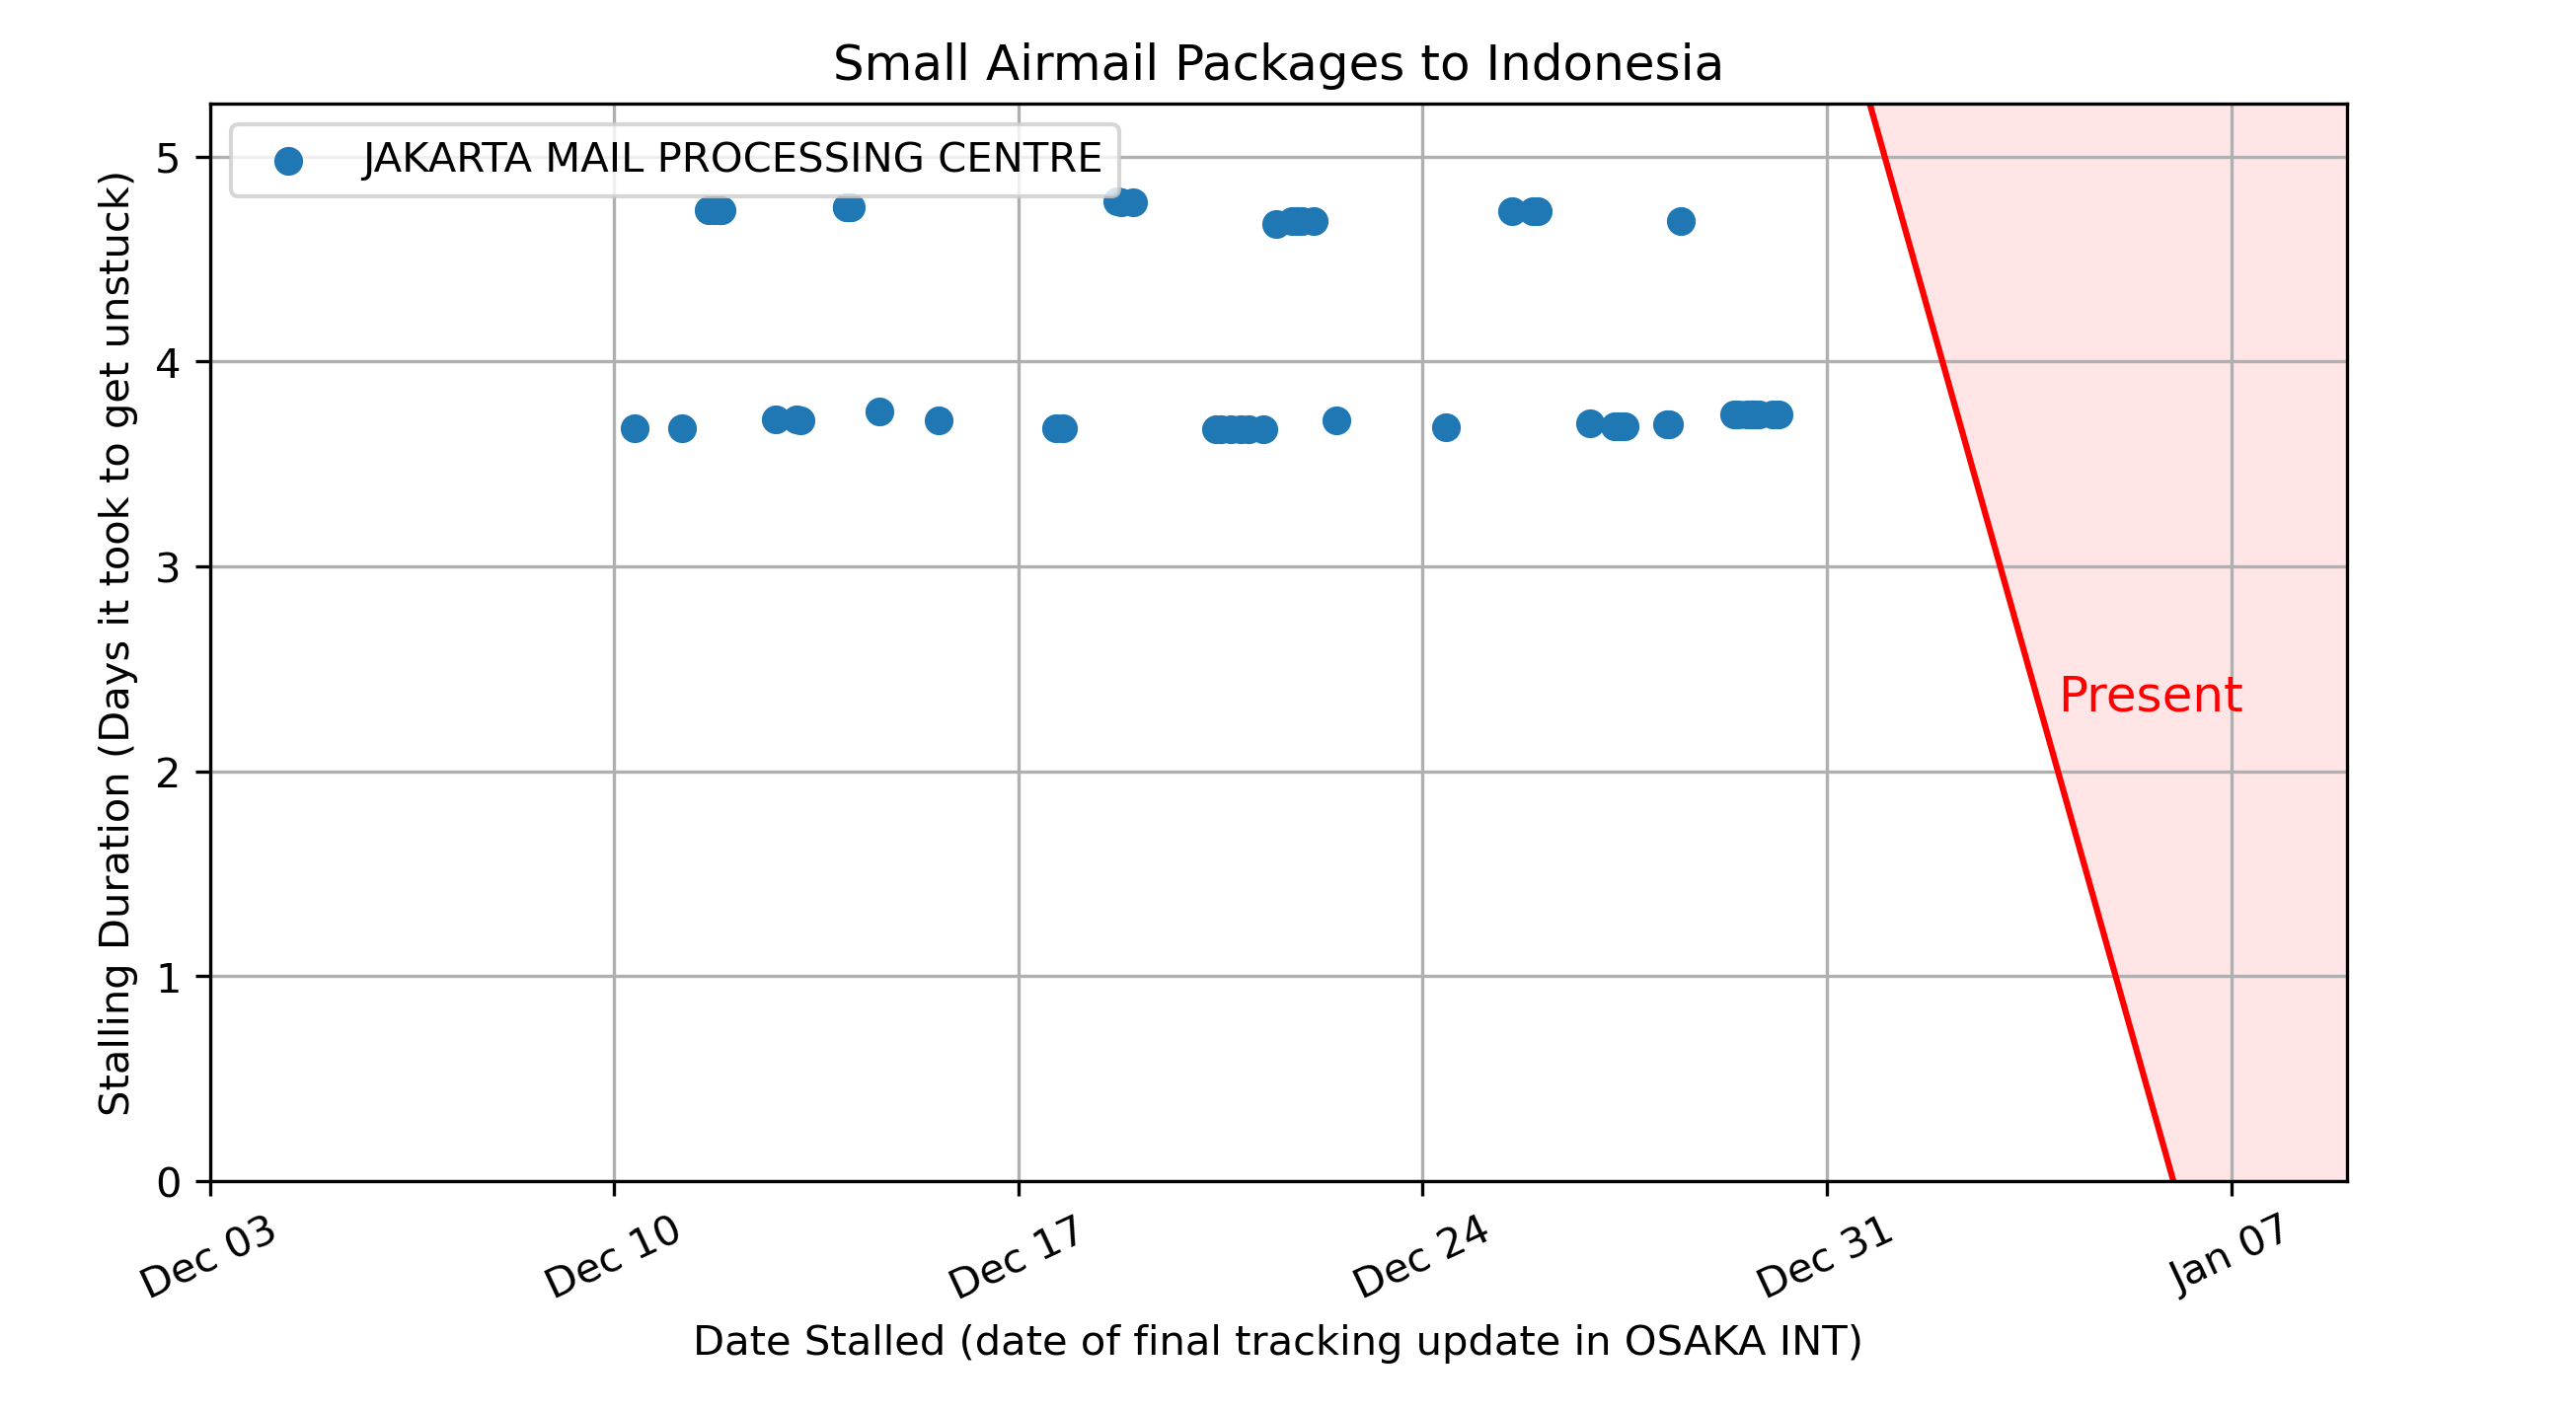 Small Airmail Packages to Indonesia
JAKARTA MAIL PROCESSING CENTRE
Stalling Duration (Days it took to get unstuck)
5
4
3
2
1
0
Present
Dec 03
Dec 10
Dec 17
Dec 24
Dec 31
Jan 07
Date Stalled (date of final tracking update in OSAKA INT)